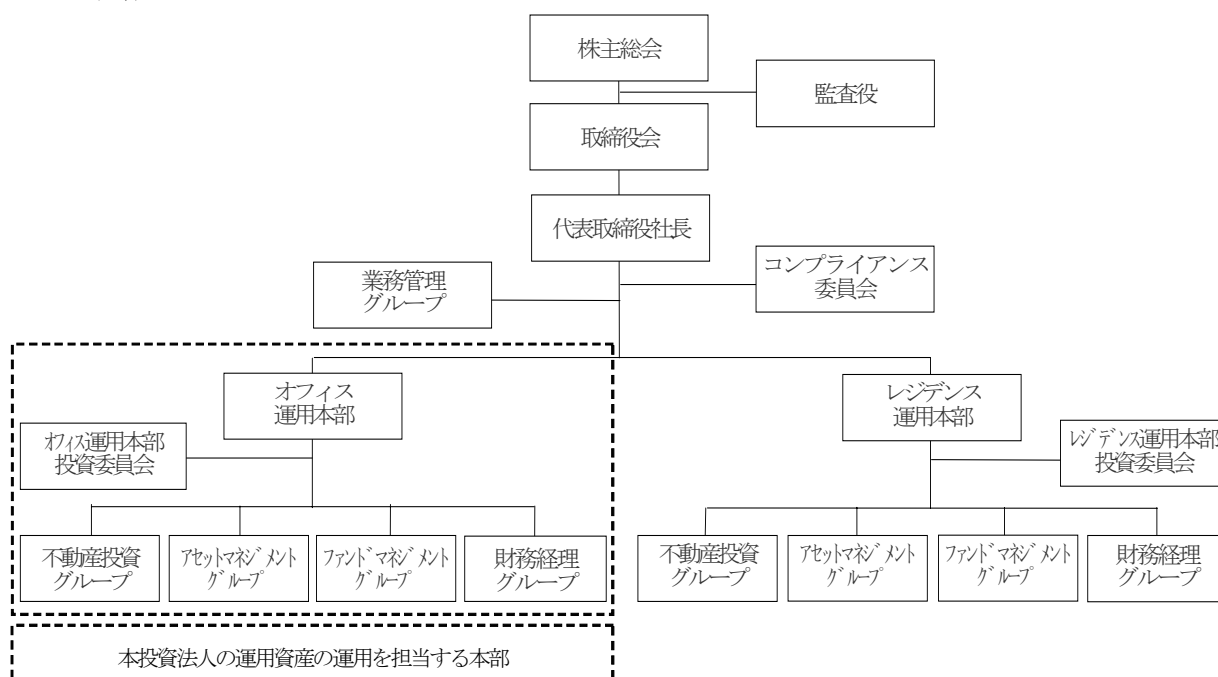 株主総会
監査役
取締役会
代表取締役社長
業務管理
グループ
コンプライアンス
委員会
オフィス
運用本部
レジデンス
運用本部
オフィス運用本部
投資委員会
レジデンス運用本部
投資委員会
不動産投資
グループ
アセットマネジメント
グループ
ファンドマネジメント
グループ
財務経理
グループ
不動産投資
グループ
アセットマネジメント
グループ
ファンドマネジメント
グループ
財務経理
グループ
本投資法人の運用資産の運用を担当する本部